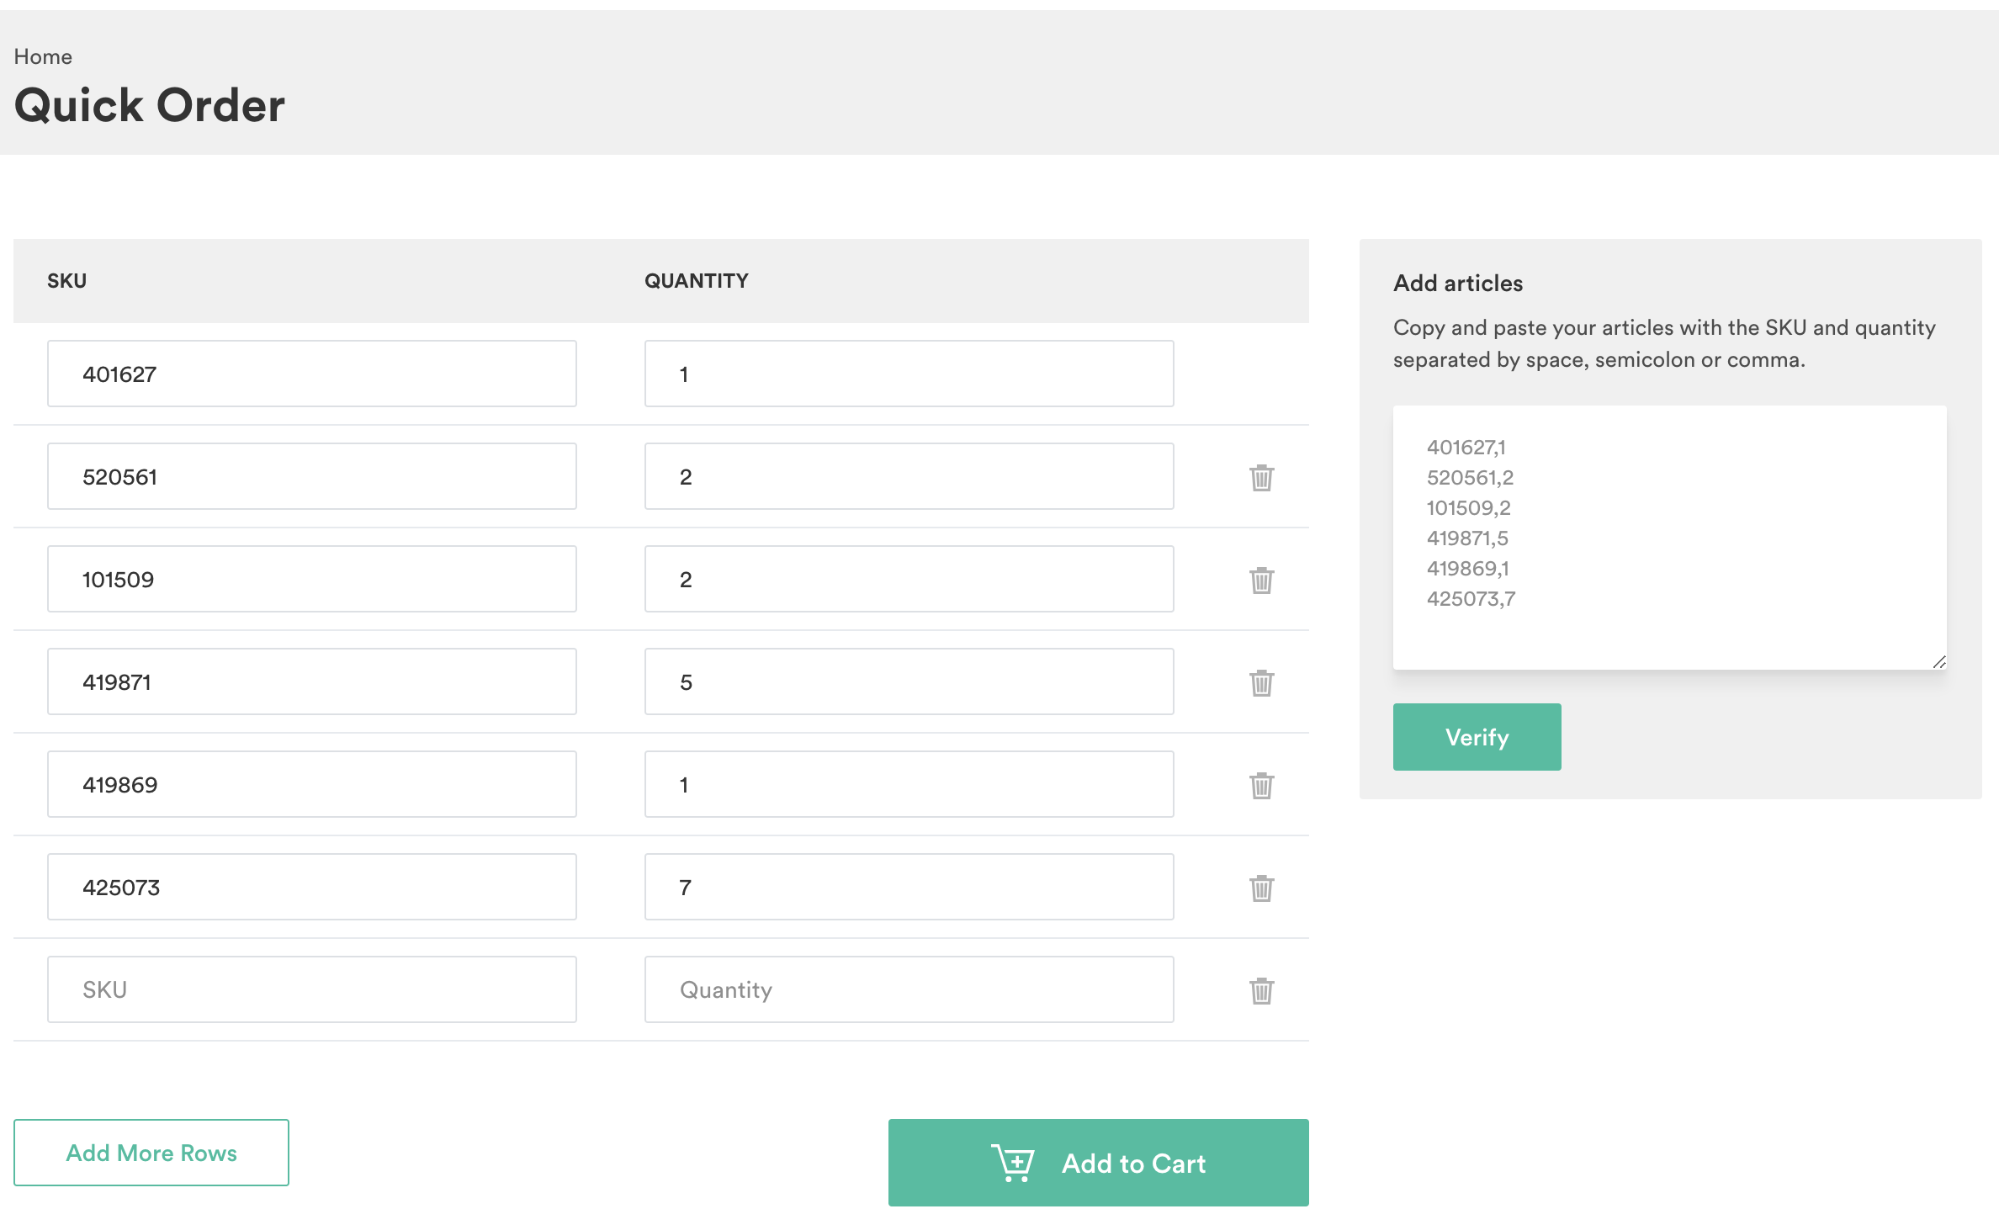 Home
Quick Order
SKU QUANTITY
401627 1
520561 2
101509 2
419871 5
419869 1
425073 7
SKU Quantity
Add More Rows
Add to Cart
Add articles
Copy and paste your articles with the SKU and quantity
separated by space, semicolon or comma.
401627,1
520561,2
101509,2
419871,5
419869,1
425073,7
Verify